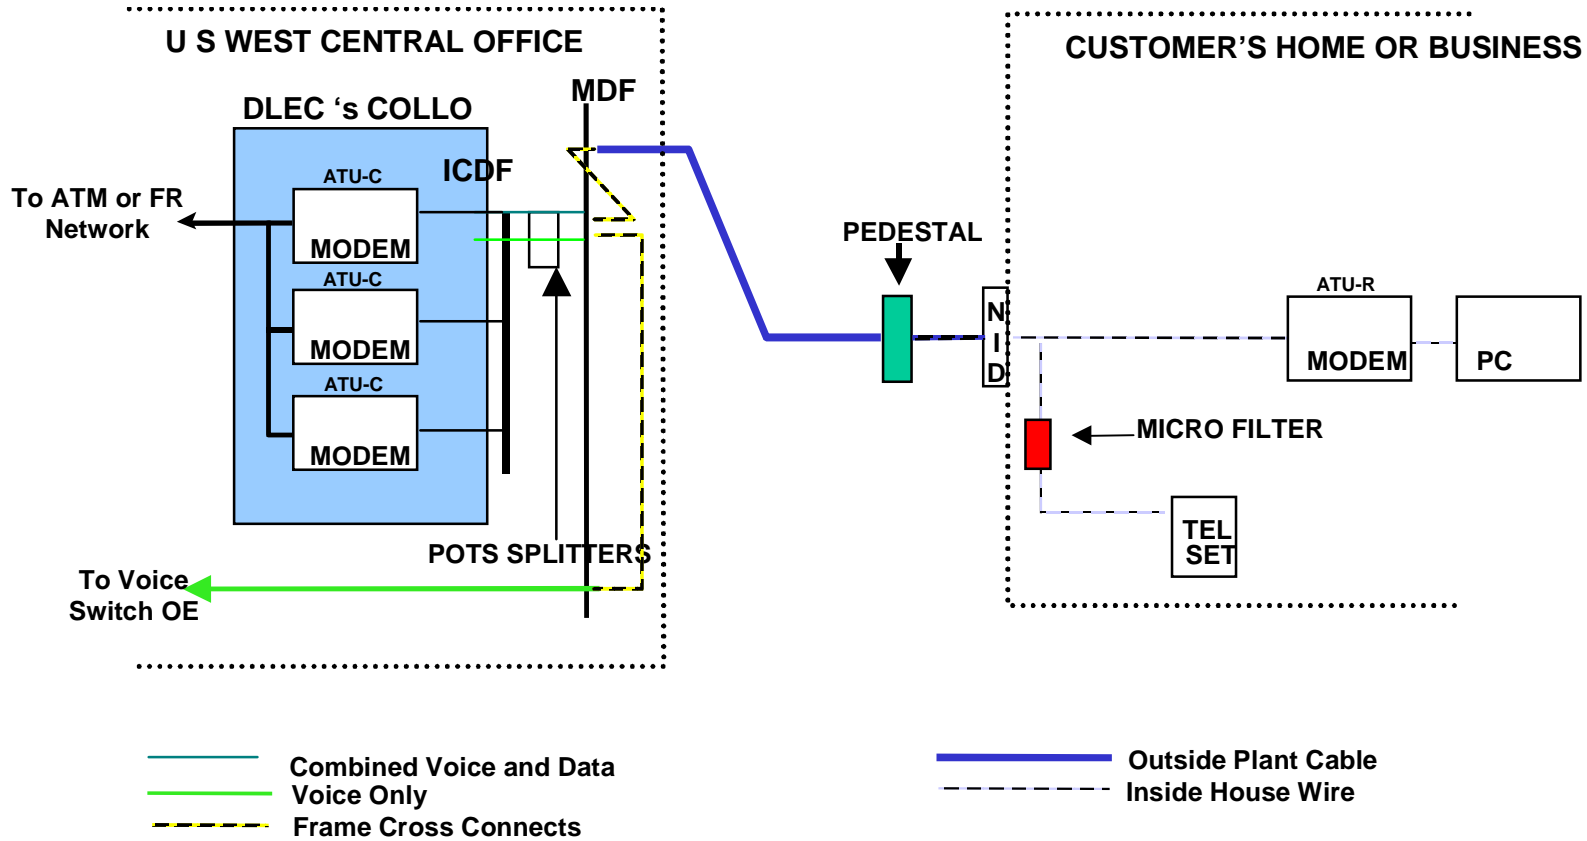 U S WEST CENTRAL OFFICE
CUSTOMER’S HOME OR BUSINESS
MDF
DLEC ‘s COLLO
ICDF
ATU-C
MODEM
ATU-C
MODEM
ATU-C
MODEM
To ATM or FR
Network
POTS SPLITTERS
To Voice
Switch OE
PEDESTAL
N
I
D
ATU-R
MODEM
PC
MICRO FILTER
TEL
SET
Combined Voice and Data
Voice Only
Frame Cross Connects
Outside Plant Cable
Inside House Wire